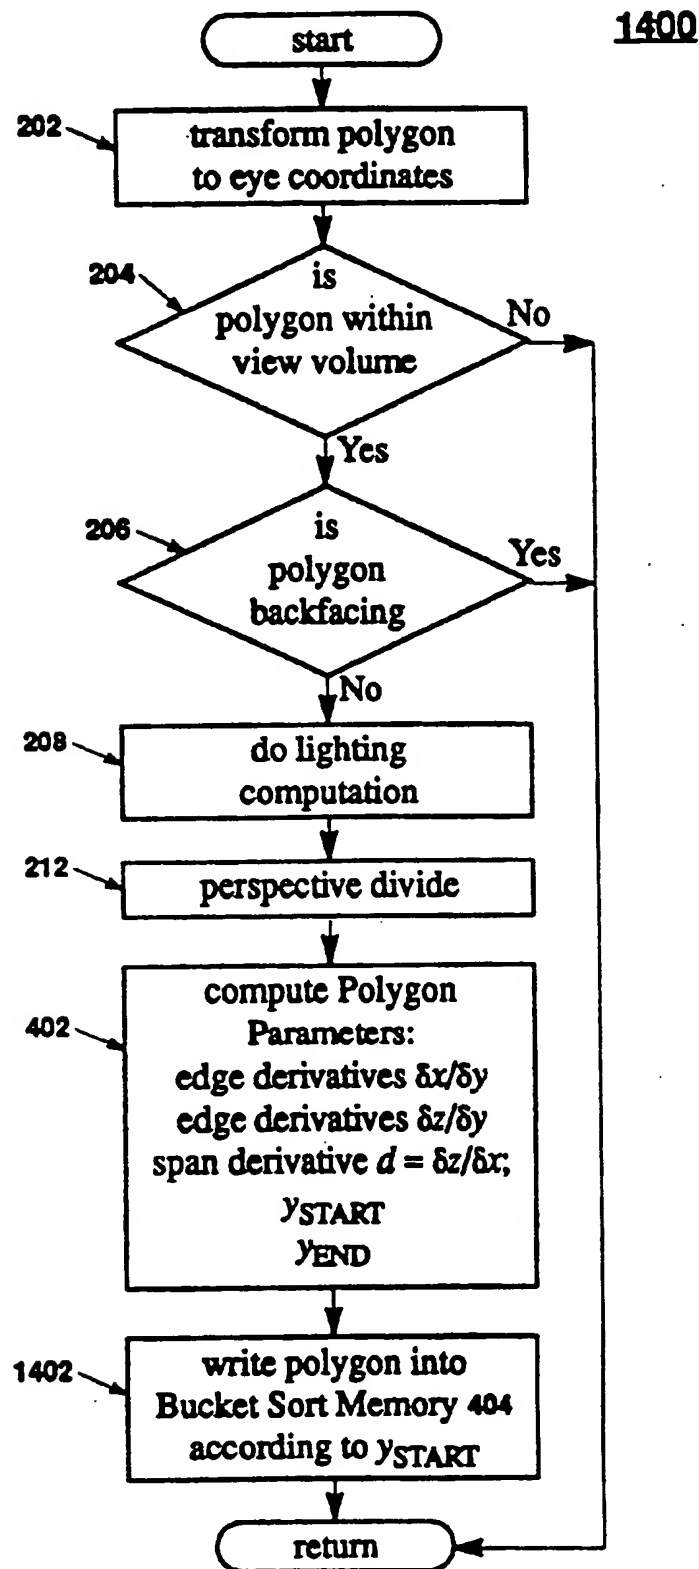 1400
start
202
transform polygon
to eye coordinates
204
is
polygon within
view volume
No
Yes
206
is
polygon
backfacing
Yes
No
208
do lighting
computation
212
perspective divide
402
compute Polygon
Parameters:
edge derivatives δx/δy
edge derivatives δz/δy
span derivative d = δz/δx;
ySTART
yEND
1402
write polygon into
Bucket Sort Memory 404
according to ySTART
return